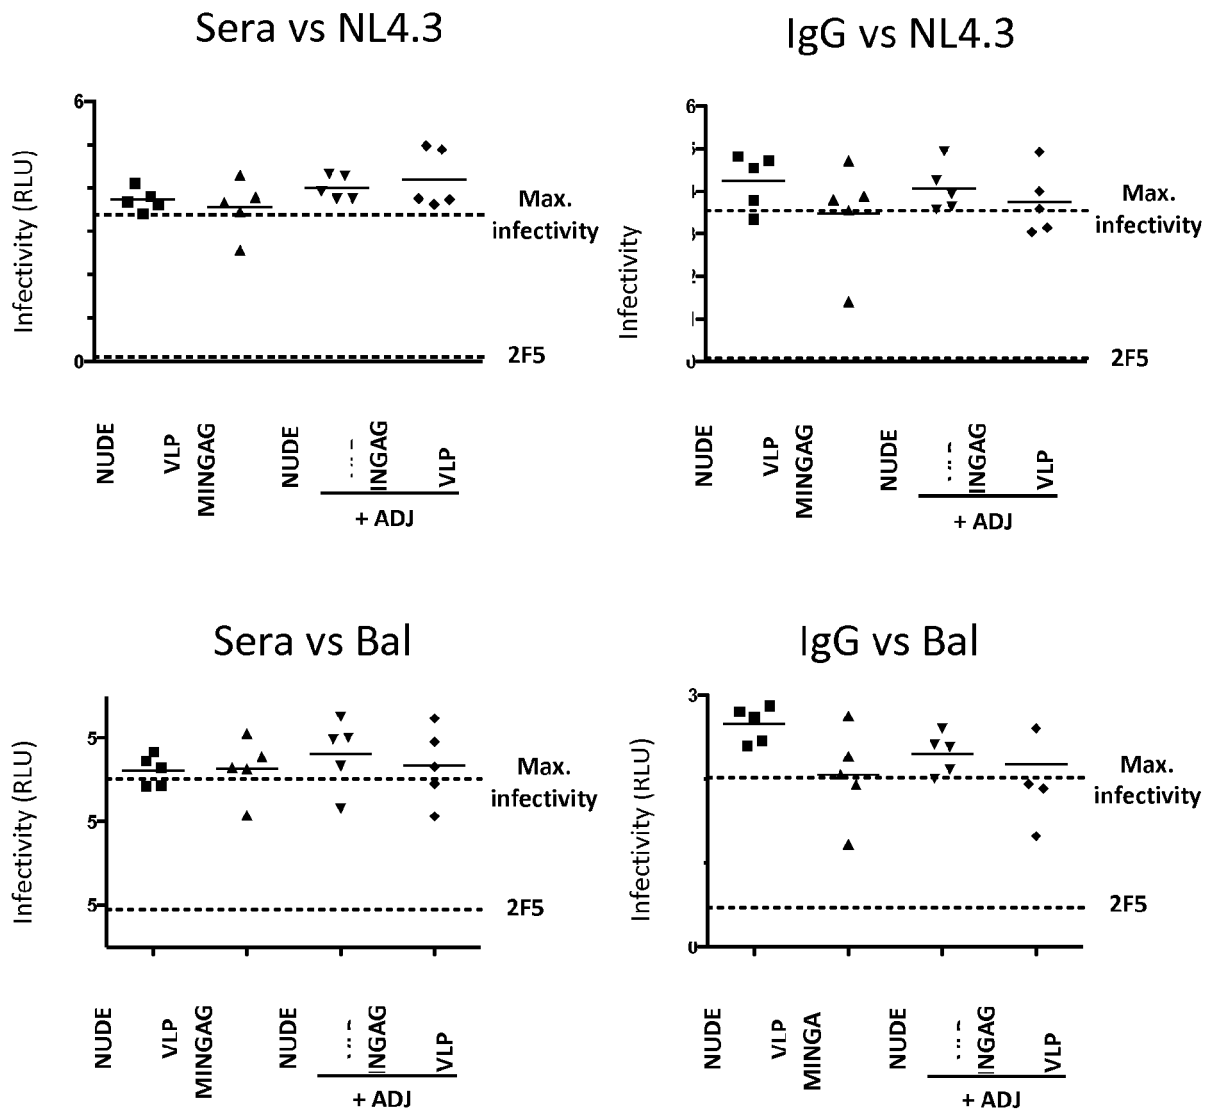 Sera vs NL4.3
6
0
Infectivity (RLU)
Max.
infectivity
2F5
NUDE
VLP
MINGAG
NUDE
INGAG
VLP
+ ADJ
IgG vs NL4.3
6
Infectivity
Max.
infectivity
2F5
NUDE
VLP
MINGAG
NUDE
INGAG
VLP
+ ADJ
Sera vs Bal
5
5
5
Infectivity (RLU)
Max.
infectivity
2F5
NUDE
VLP
MINGAG
NUDE
INGAG
VLP
+ ADJ
IgG vs Bal
3
0
Infectivity (RLU)
Max.
infectivity
2F5
NUDE
VLP
MINGA
NUDE
INGAG
VLP
+ ADJ